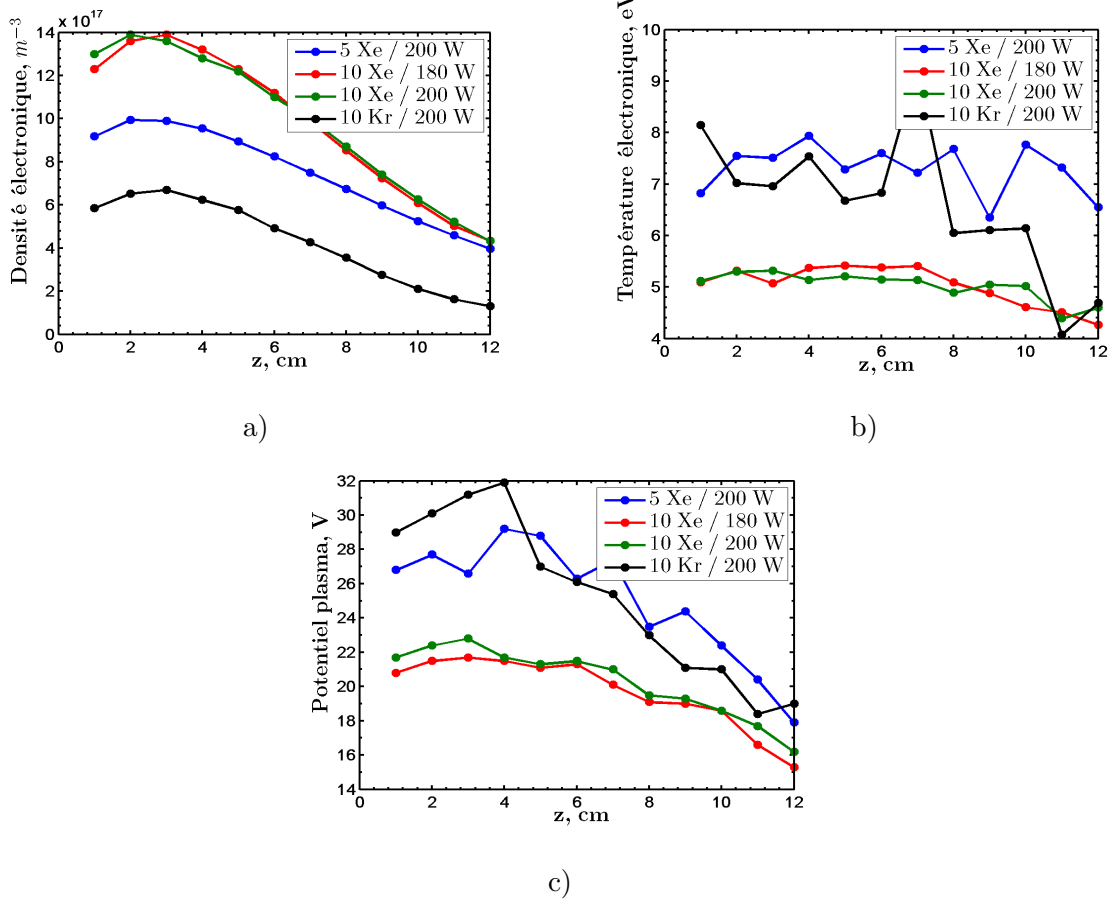 x 10¹⁷
Densité électronique, m⁻³
14
12
10
8
6
4
2
0
0 2 4 6 8 10 12
z, cm
5 Xe / 200 W
10 Xe / 180 W
10 Xe / 200 W
10 Kr / 200 W
a)
Température électronique, eV
10
9
8
7
6
5
4
0 2 4 6 8 10 12
z, cm
5 Xe / 200 W
10 Xe / 180 W
10 Xe / 200 W
10 Kr / 200 W
b)
Potentiel plasma, V
32
30
28
26
24
22
20
18
16
14
0 2 4 6 8 10 12
z, cm
5 Xe / 200 W
10 Xe / 180 W
10 Xe / 200 W
10 Kr / 200 W
c)